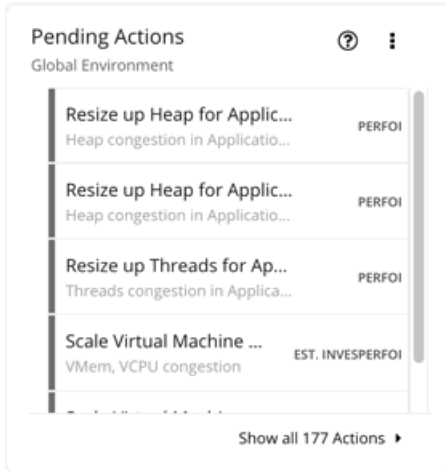 Pending Actions
Global Environment
Resize up Heap for Applic...
Heap congestion in Applicatio...
PERFOI
Resize up Heap for Applic...
Heap congestion in Applicatio...
PERFOI
Resize up Threads for Ap...
Threads congestion in Applica...
PERFOI
Scale Virtual Machine ...
VMem, VCPU congestion
EST. INVESPERFOI
Show all 177 Actions